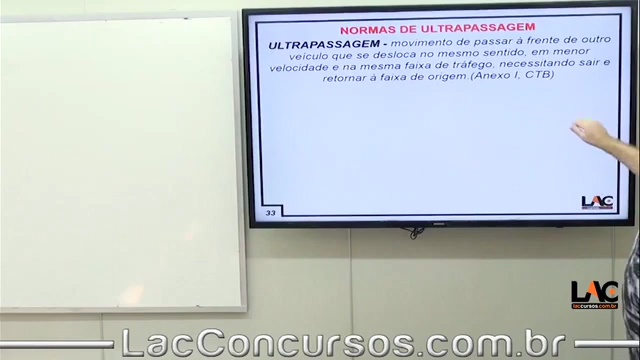 NORMAS DE ULTRAPASSAGEM
ULTRAPASSAGEM - movimento de passar à frente de outro
veículo que se desloca no mesmo sentido, em menor
velocidade e na mesma faixa de tráfego, necessitando sair e
retornar à faixa de origem.(Anexo I, CTB)
LAC
33
LAC
laccursos.com.br
LacConcursos.com.br